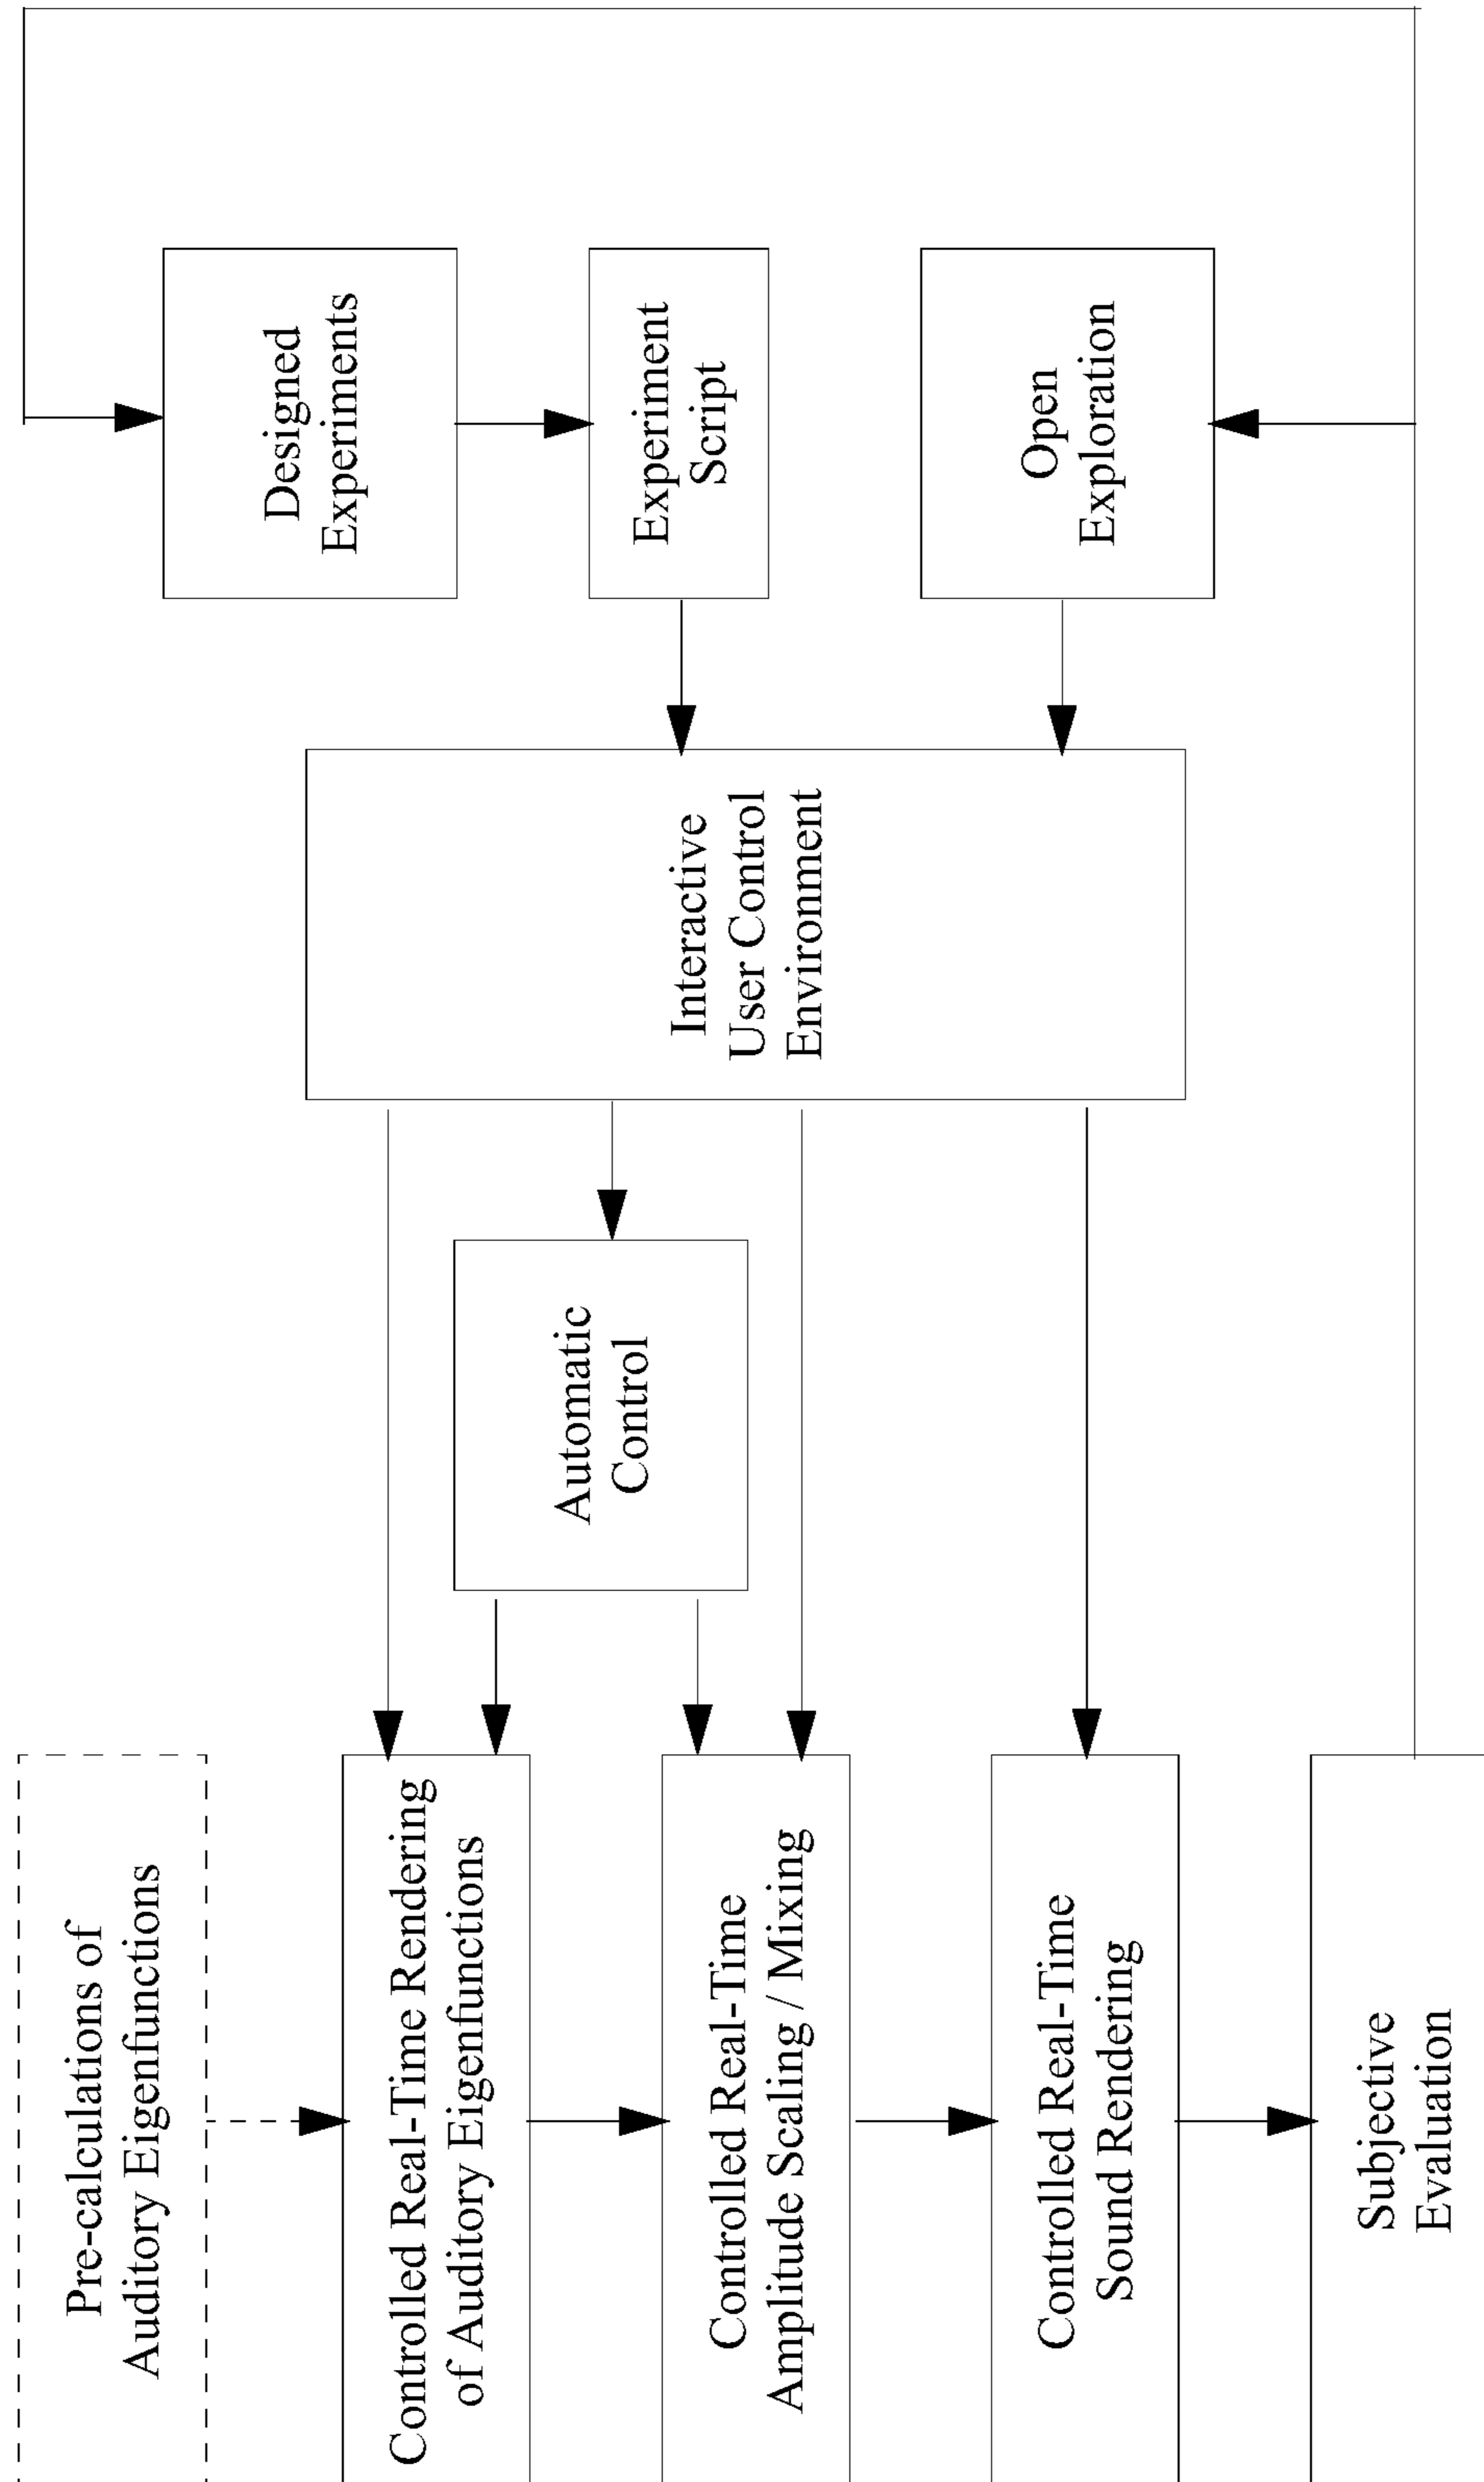 Pre-calculations of
Auditory Eigenfunctions
Controlled Real-Time Rendering
of Auditory Eigenfunctions
Controlled Real-Time
Amplitude Scaling / Mixing
Controlled Real-Time
Sound Rendering
Subjective
Evaluation
Automatic
Control
Interactive
User Control
Environment
Designed
Experiments
Experiment
Script
Open
Exploration